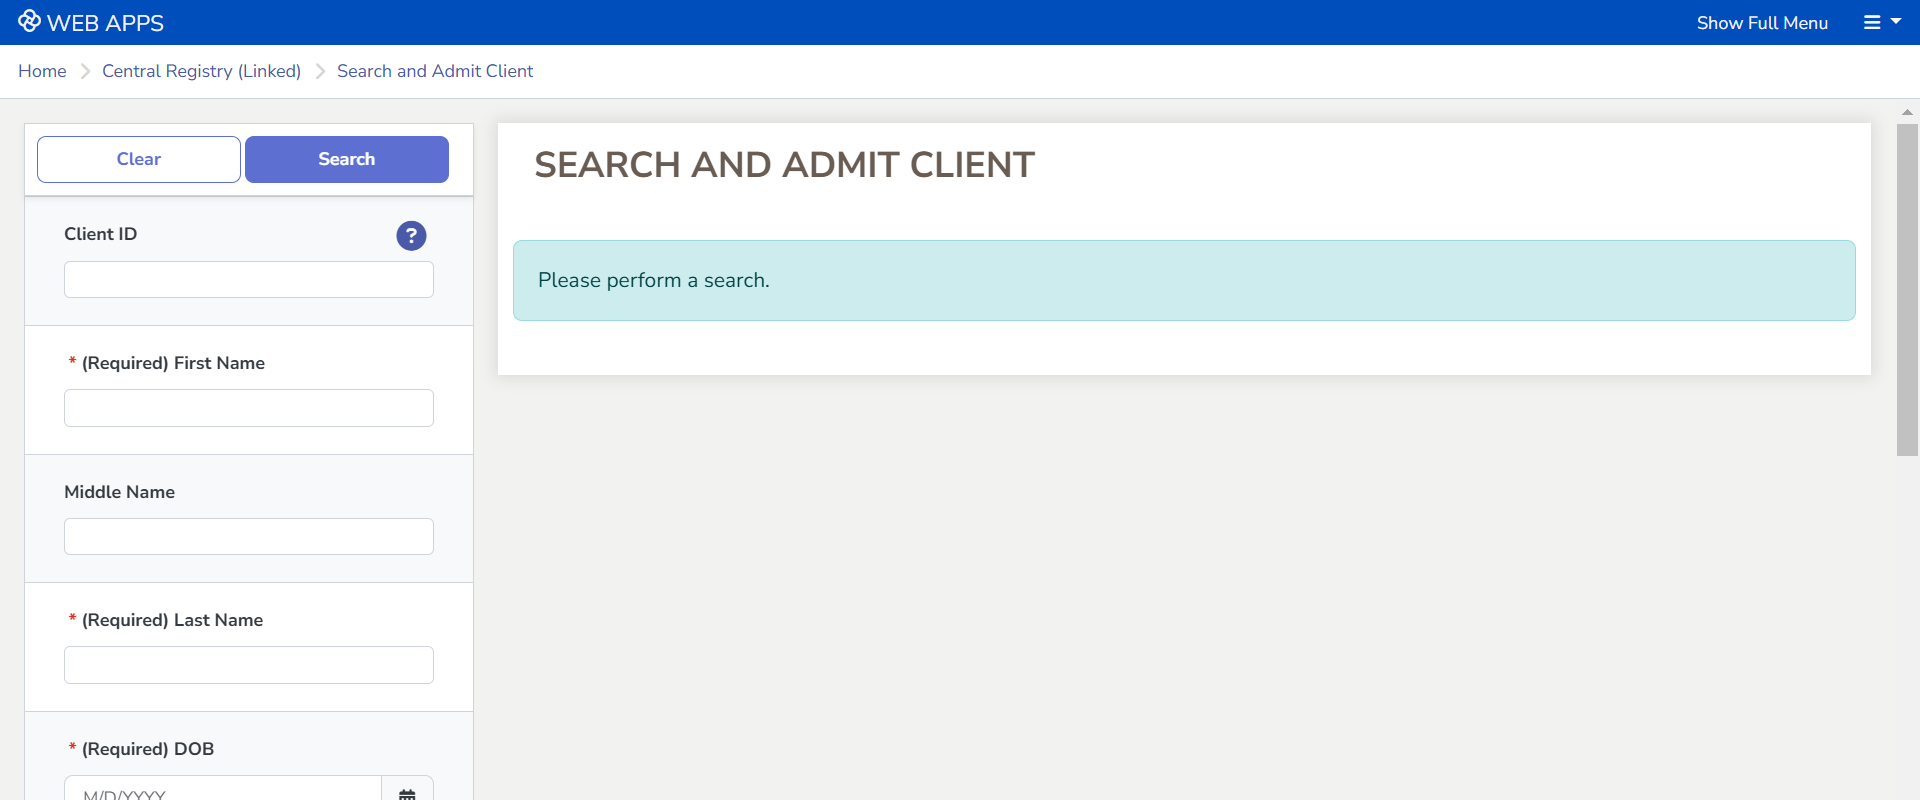 WEB APPS
Show Full Menu
Home
Central Registry (Linked)
Search and Admit Client
Clear
Search
Client ID
?
* (Required) First Name
Middle Name
* (Required) Last Name
* (Required) DOB
M/D/YYYY
SEARCH AND ADMIT CLIENT
Please perform a search.